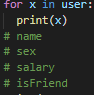 for x in user:
    print(x)
# name
# sex
# salary
# isFriend